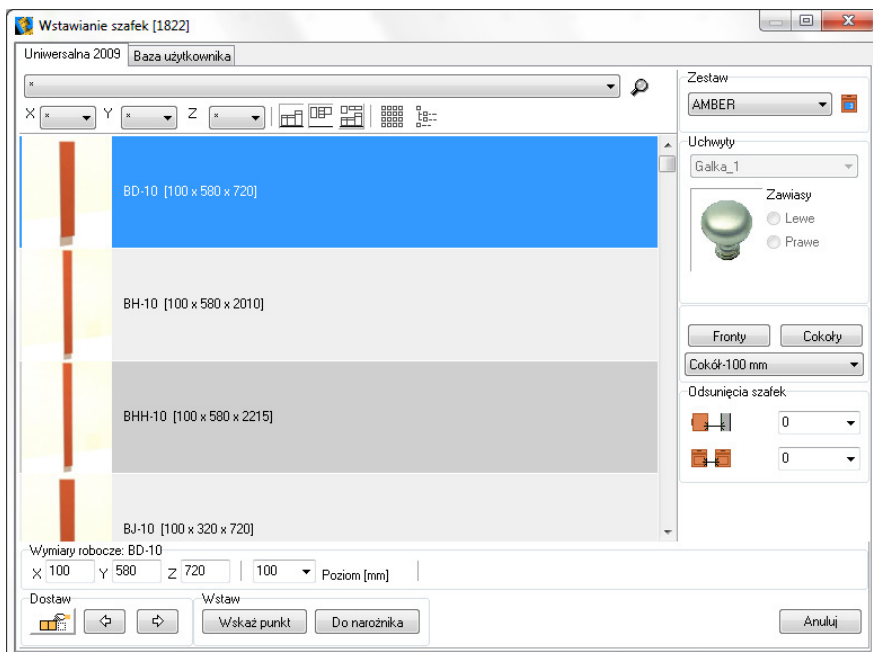 Wstawianie szafek [1822]
Uniwersalna 2009 Baza użytkownika
*
X * Y * Z *
BD-10 [100 x 580 x 720]
BH-10 [100 x 580 x 2010]
BHH-10 [100 x 580 x 2215]
BJ-10 [100 x 320 x 720]
Zestaw
AMBER
Uchwyty
Galka_1
Zawiasy
Lewe
Prawe
Fronty Cokoły
Cokół-100 mm
Odsunięcia szafek
0
0
Wymiary robocze: BD-10
X 100 Y 580 Z 720 100 Poziom [mm]
Dostaw Wstaw
Wskaż punkt Do narożnika Anuluj